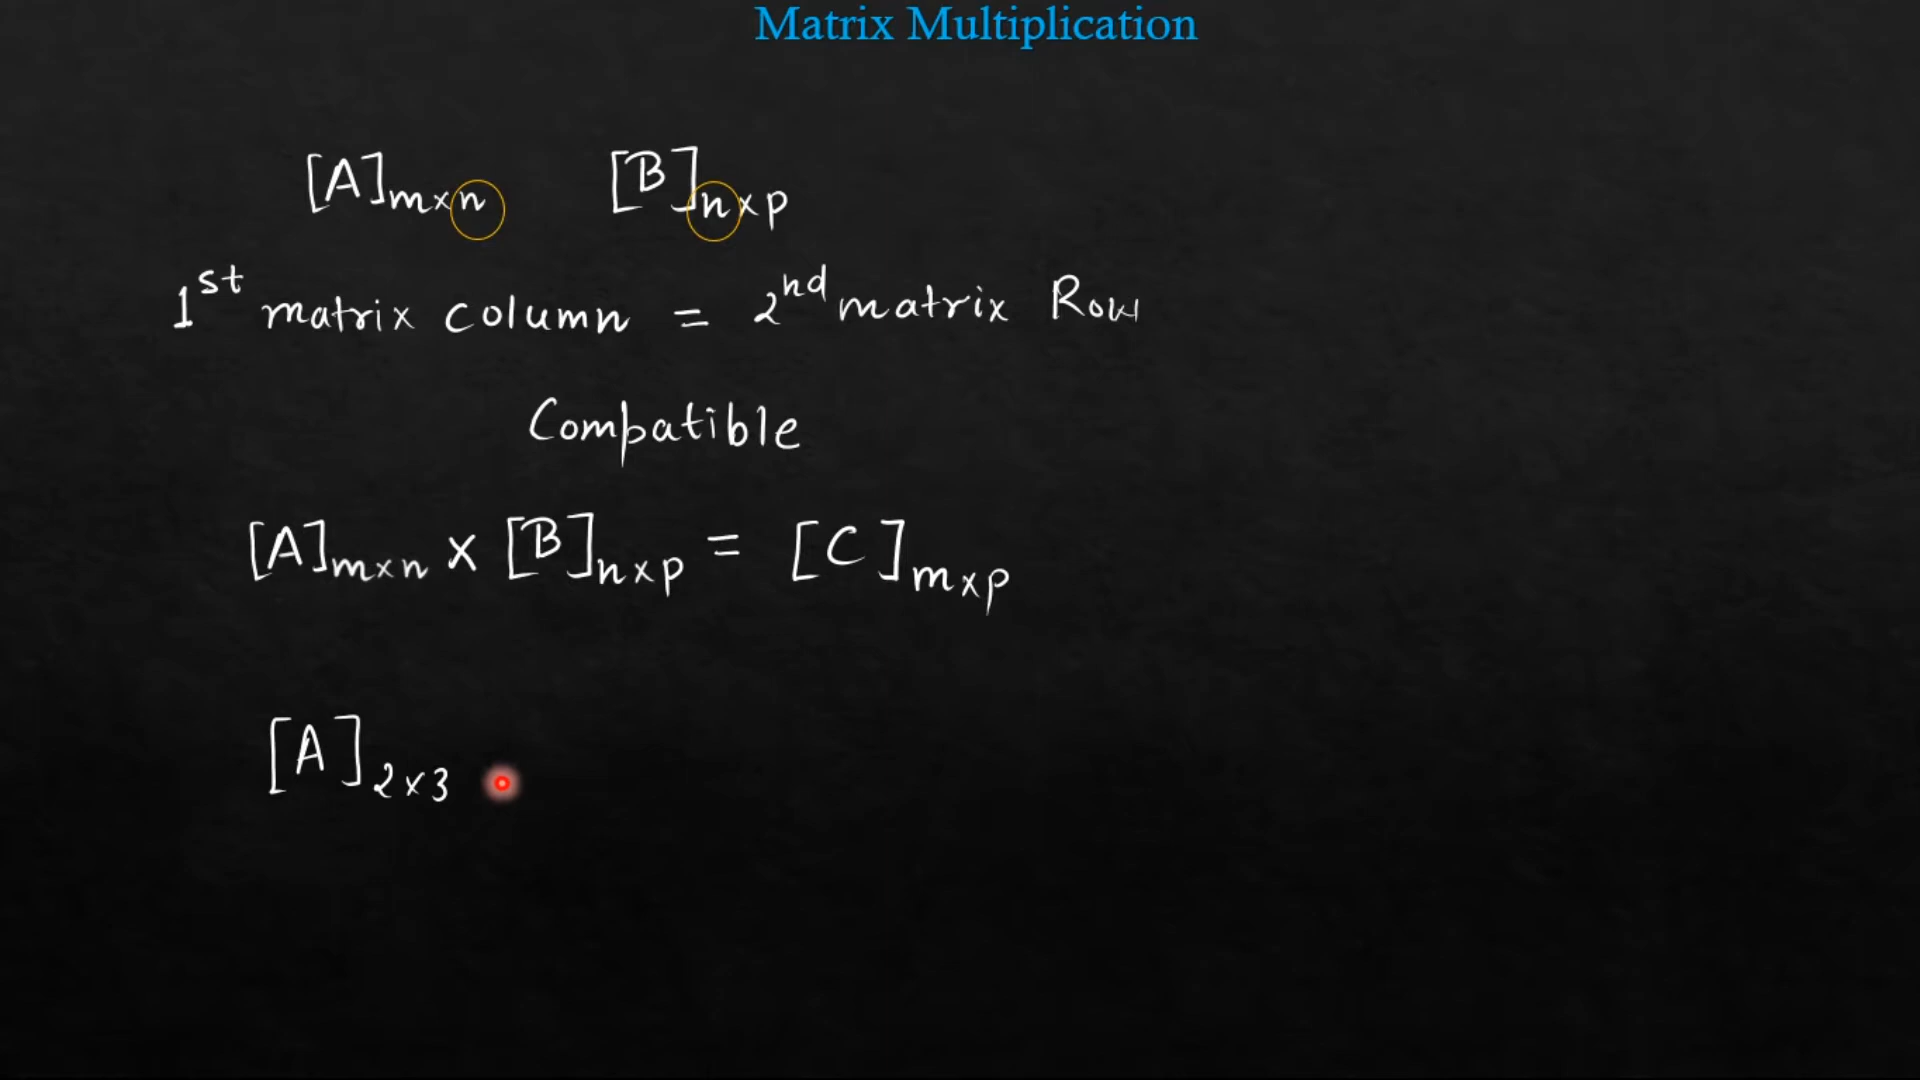 Matrix Multiplication
[A]m×n [B]n×p
1st matrix column = 2nd matrix Row
Compatible
[A]m×n × [B]n×p = [C]m×p
[A]2×3